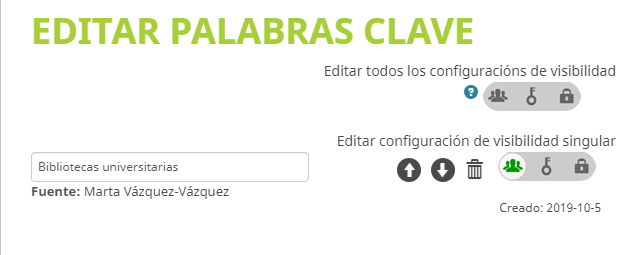 EDITAR PALABRAS CLAVE
Editar todos los configuracións de visibilidad
?
Editar configuración de visibilidad singular
Bibliotecas universitarias
Fuente: Marta Vázquez-Vázquez
Creado: 2019-10-5